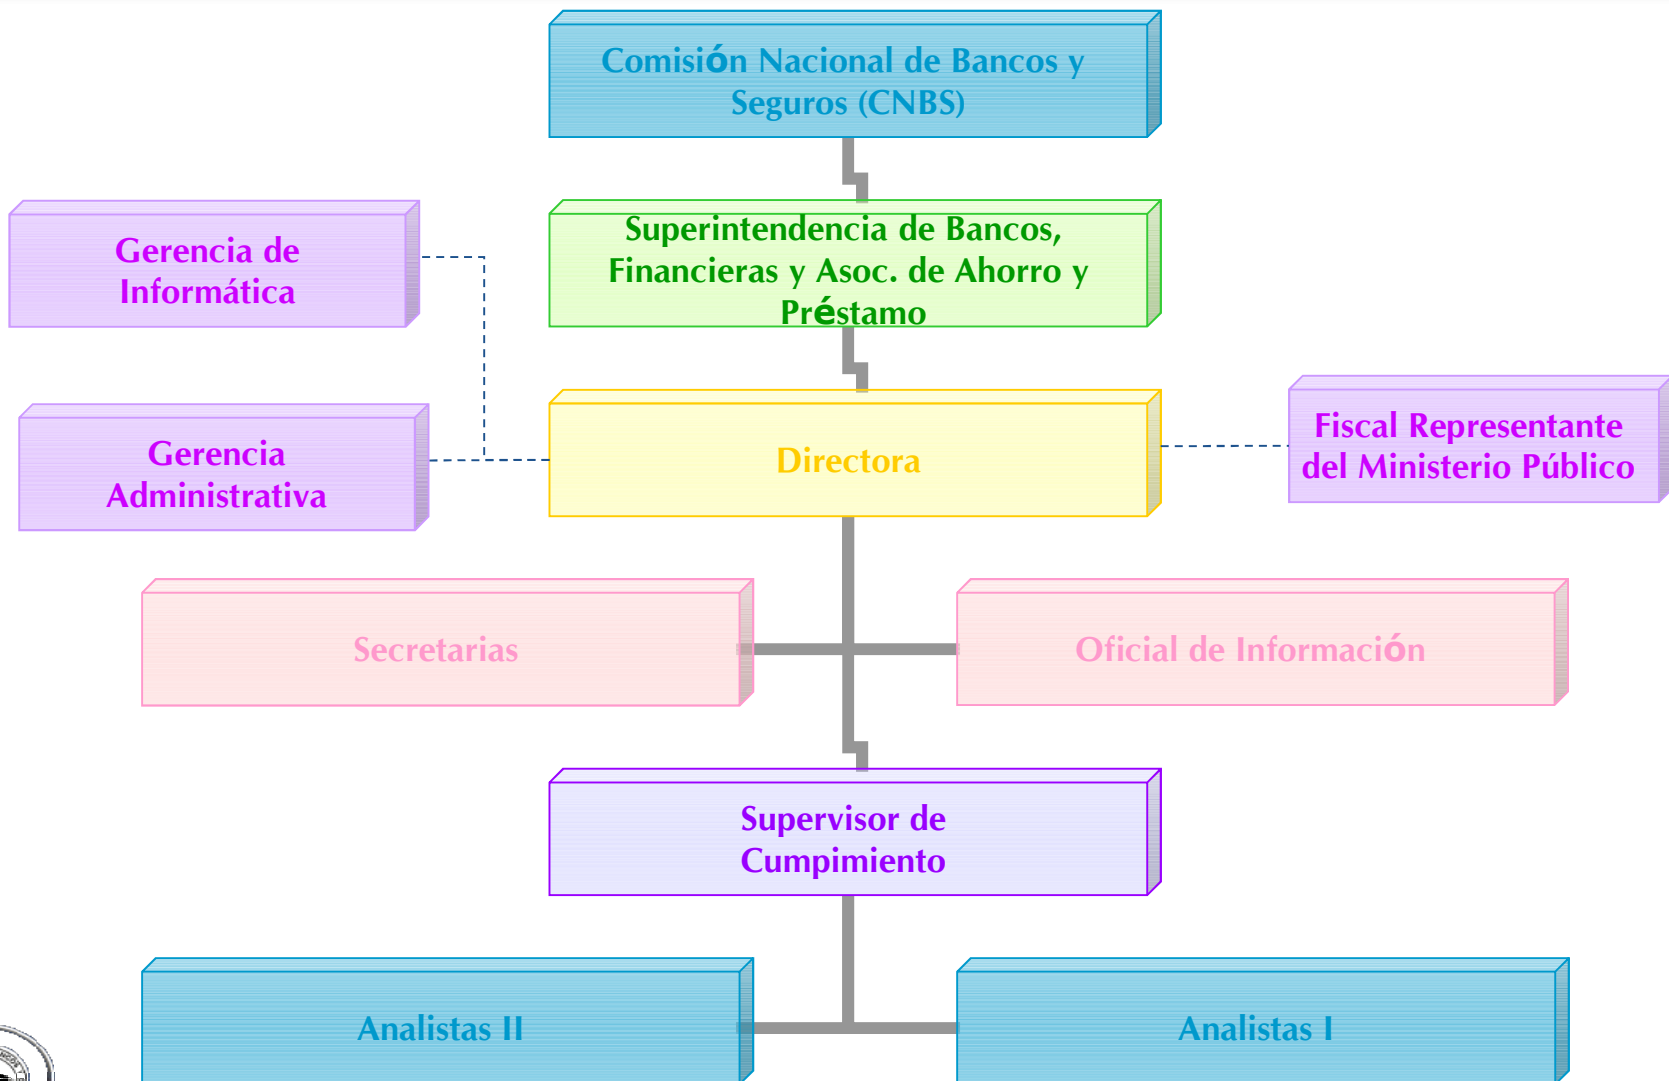 Comisión Nacional de Bancos y
Seguros (CNBS)
Superintendencia de Bancos,
Financieras y Asoc. de Ahorro y
Préstamo
Gerencia de
Informática
Gerencia
Administrativa
Directora
Fiscal Representante
del Ministerio Público
Secretarias
Oficial de Información
Supervisor de
Cumpimiento
Analistas II
Analistas I